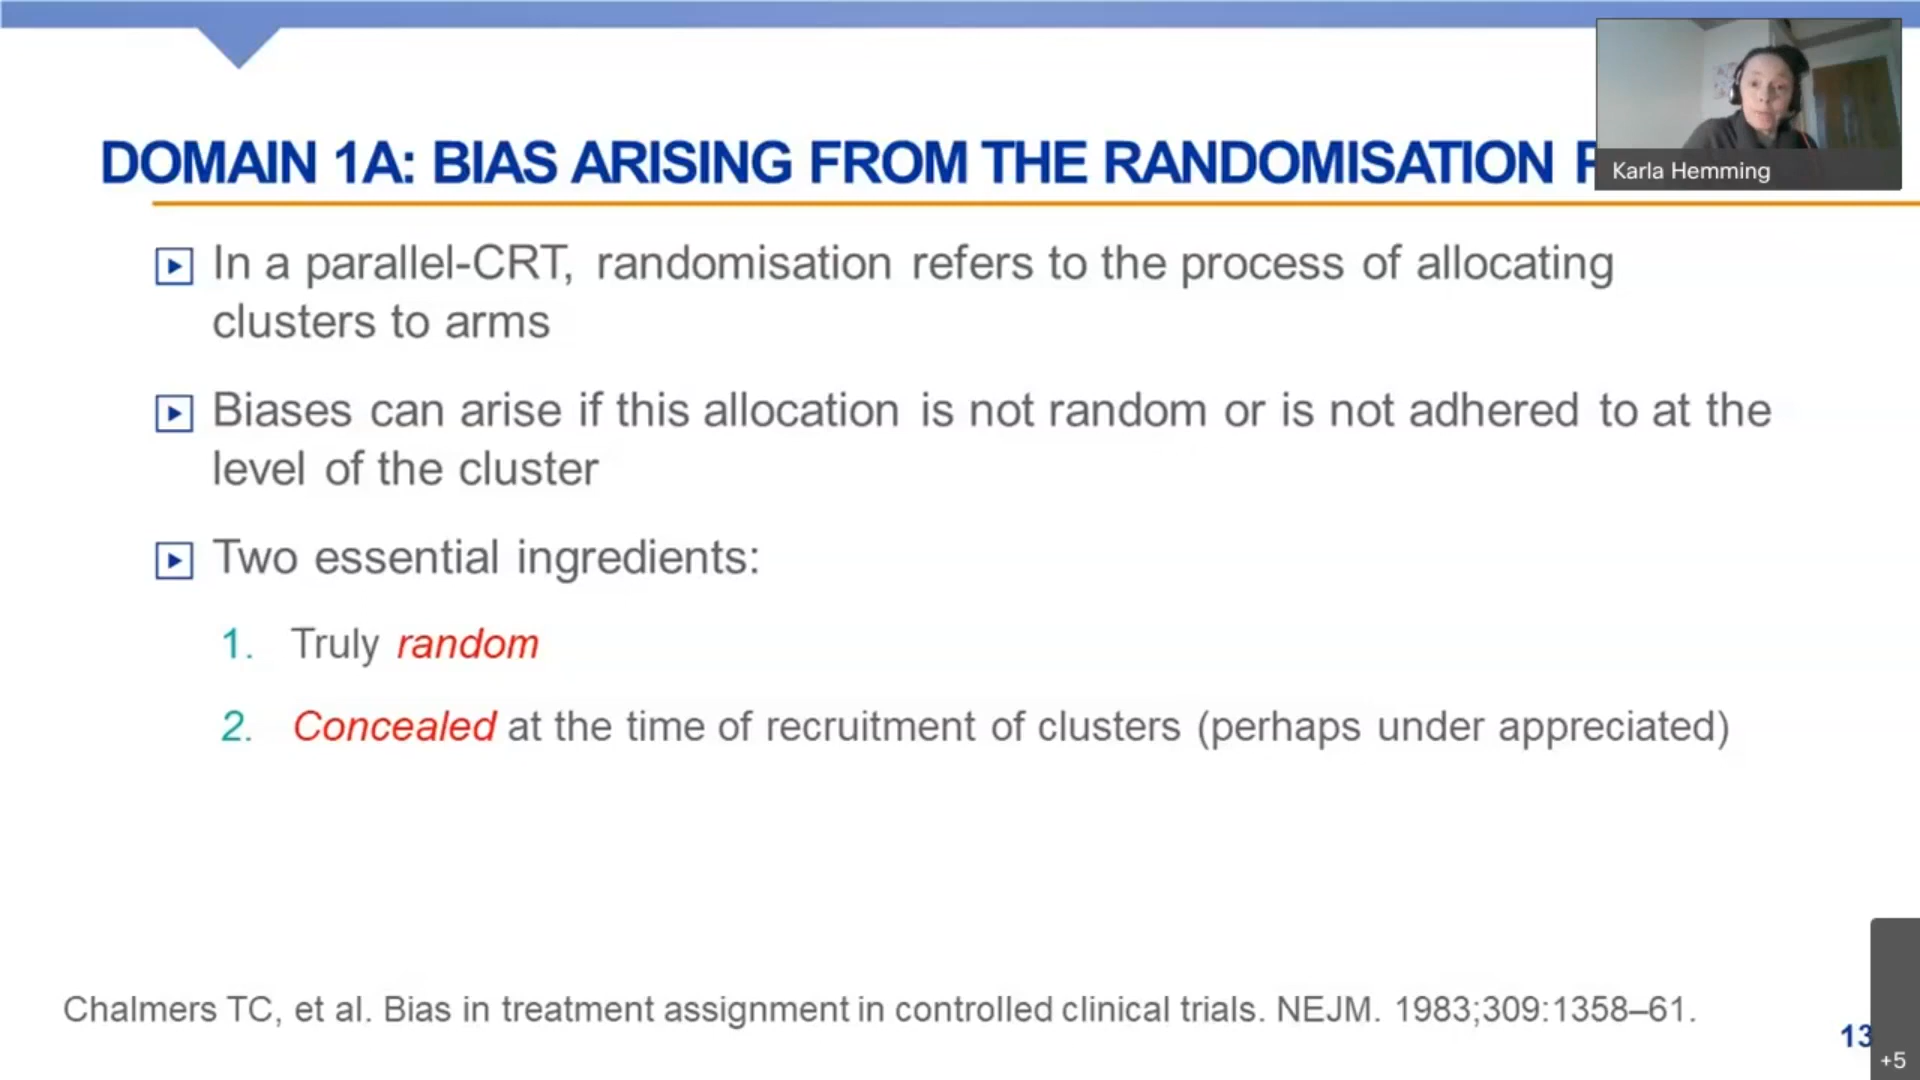 DOMAIN 1A: BIAS ARISING FROM THE RANDOMISATION
Karla Hemming
In a parallel-CRT, randomisation refers to the process of allocating
clusters to arms
Biases can arise if this allocation is not random or is not adhered to at the
level of the cluster
Two essential ingredients:
1. Truly random
2. Concealed at the time of recruitment of clusters (perhaps under appreciated)
Chalmers TC, et al. Bias in treatment assignment in controlled clinical trials. NEJM. 1983;309:1358–61.
13
+5